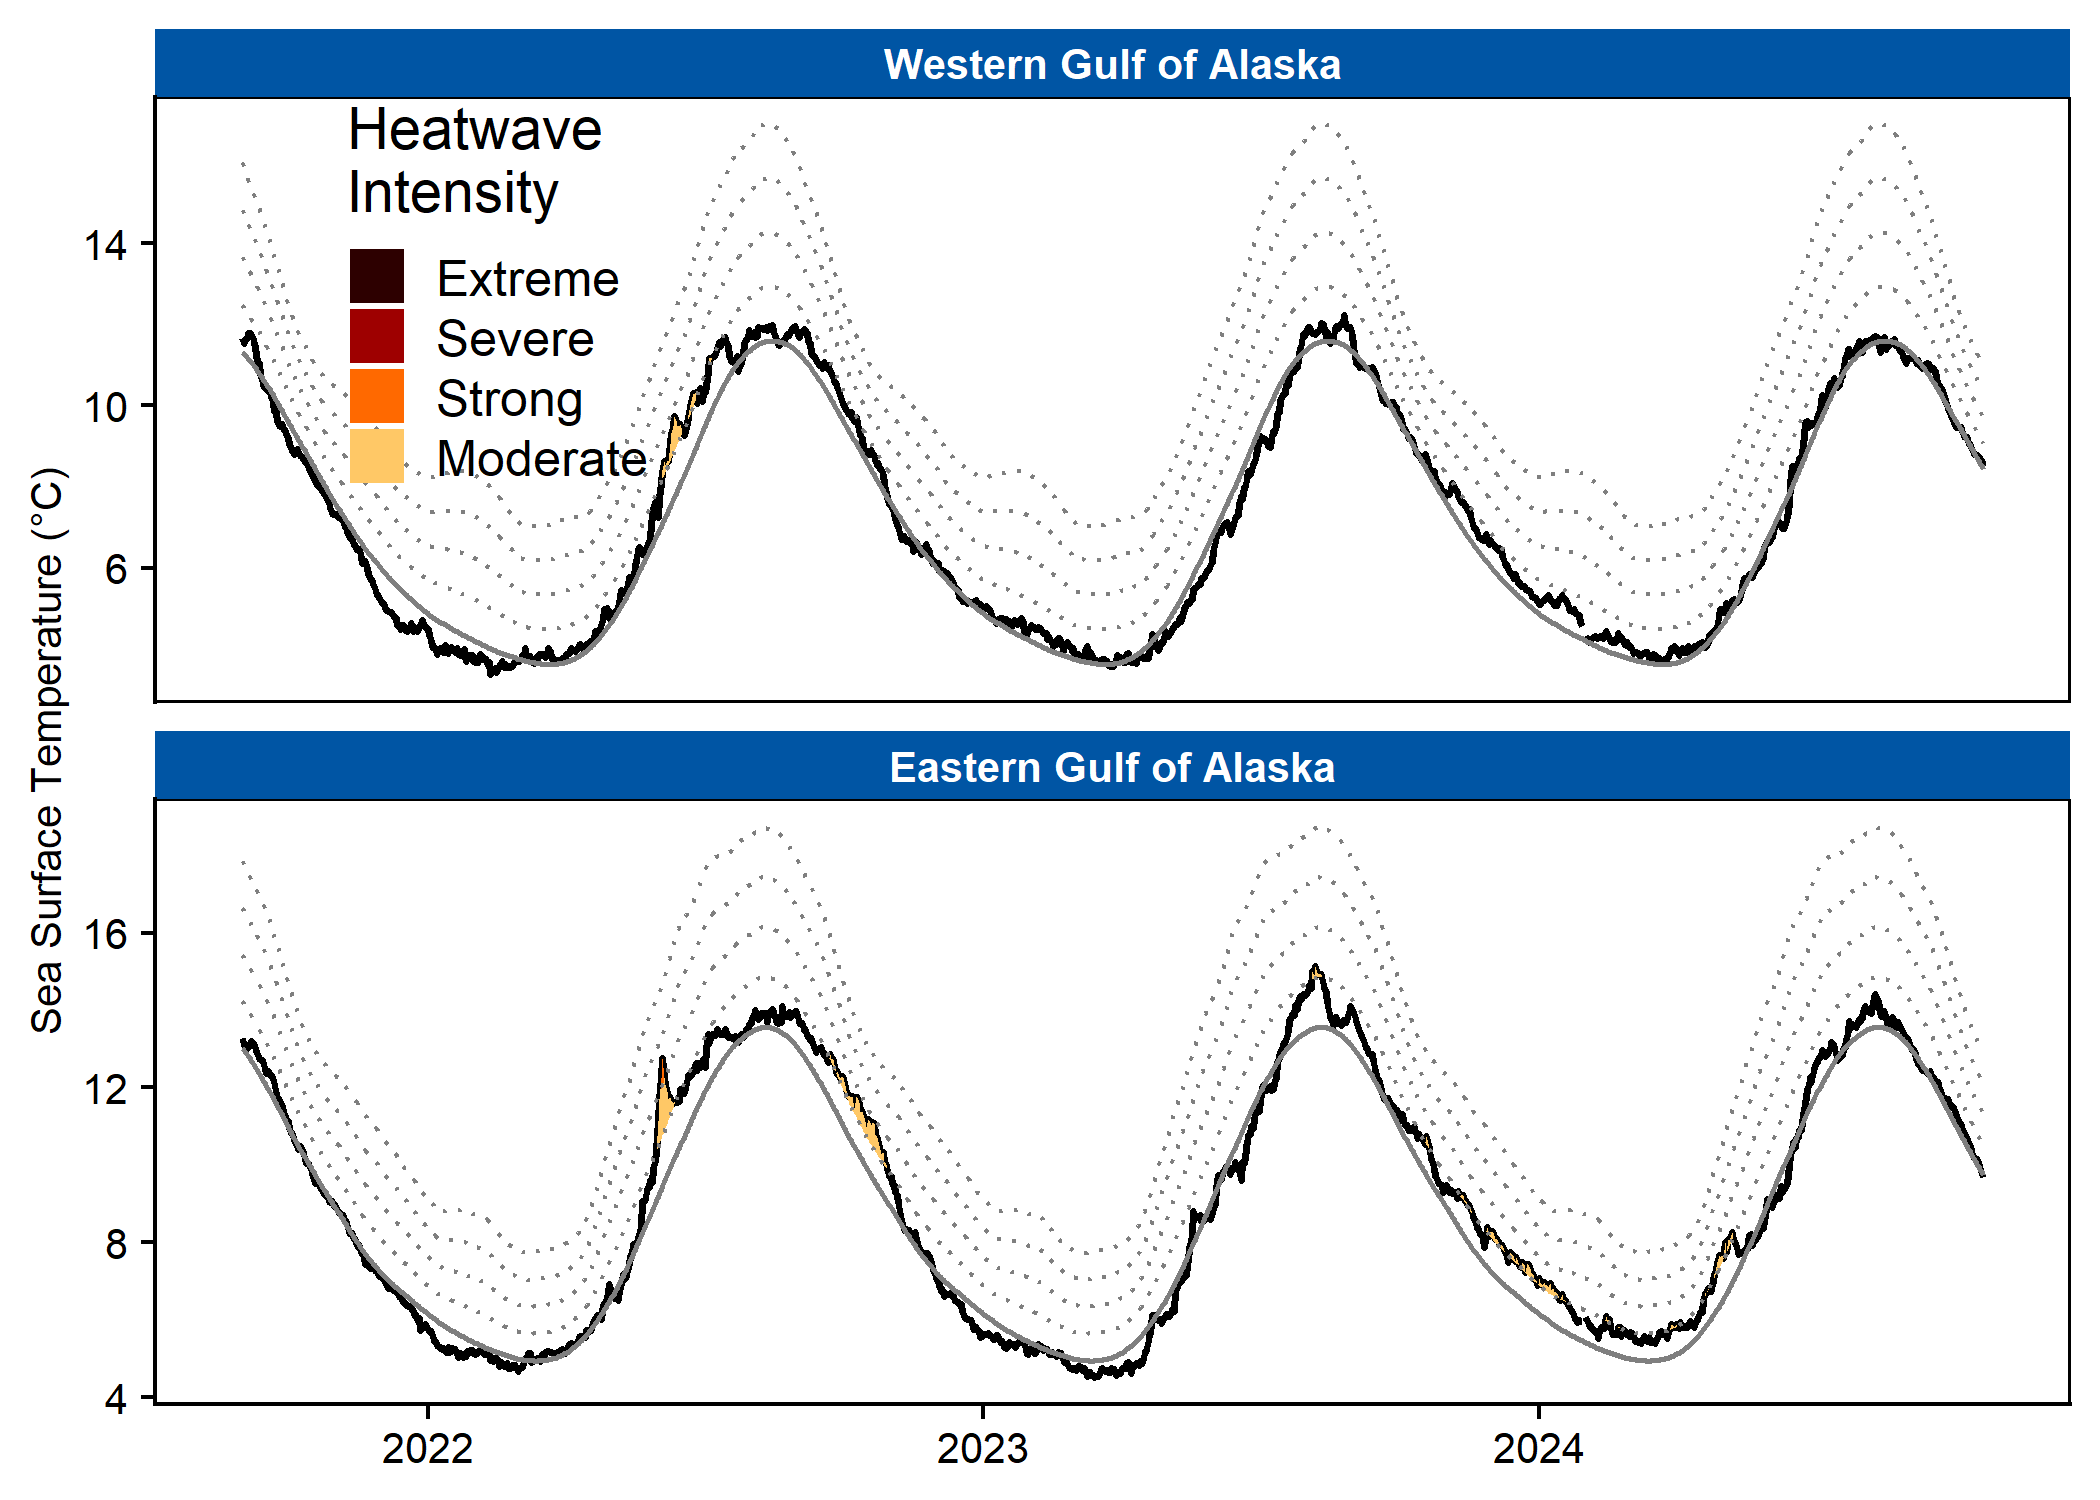 Western Gulf of Alaska
Heatwave
Intensity
Extreme
Severe
Strong
Moderate
14
10
6
Sea Surface Temperature (°C)
Eastern Gulf of Alaska
16
12
8
4
2022
2023
2024